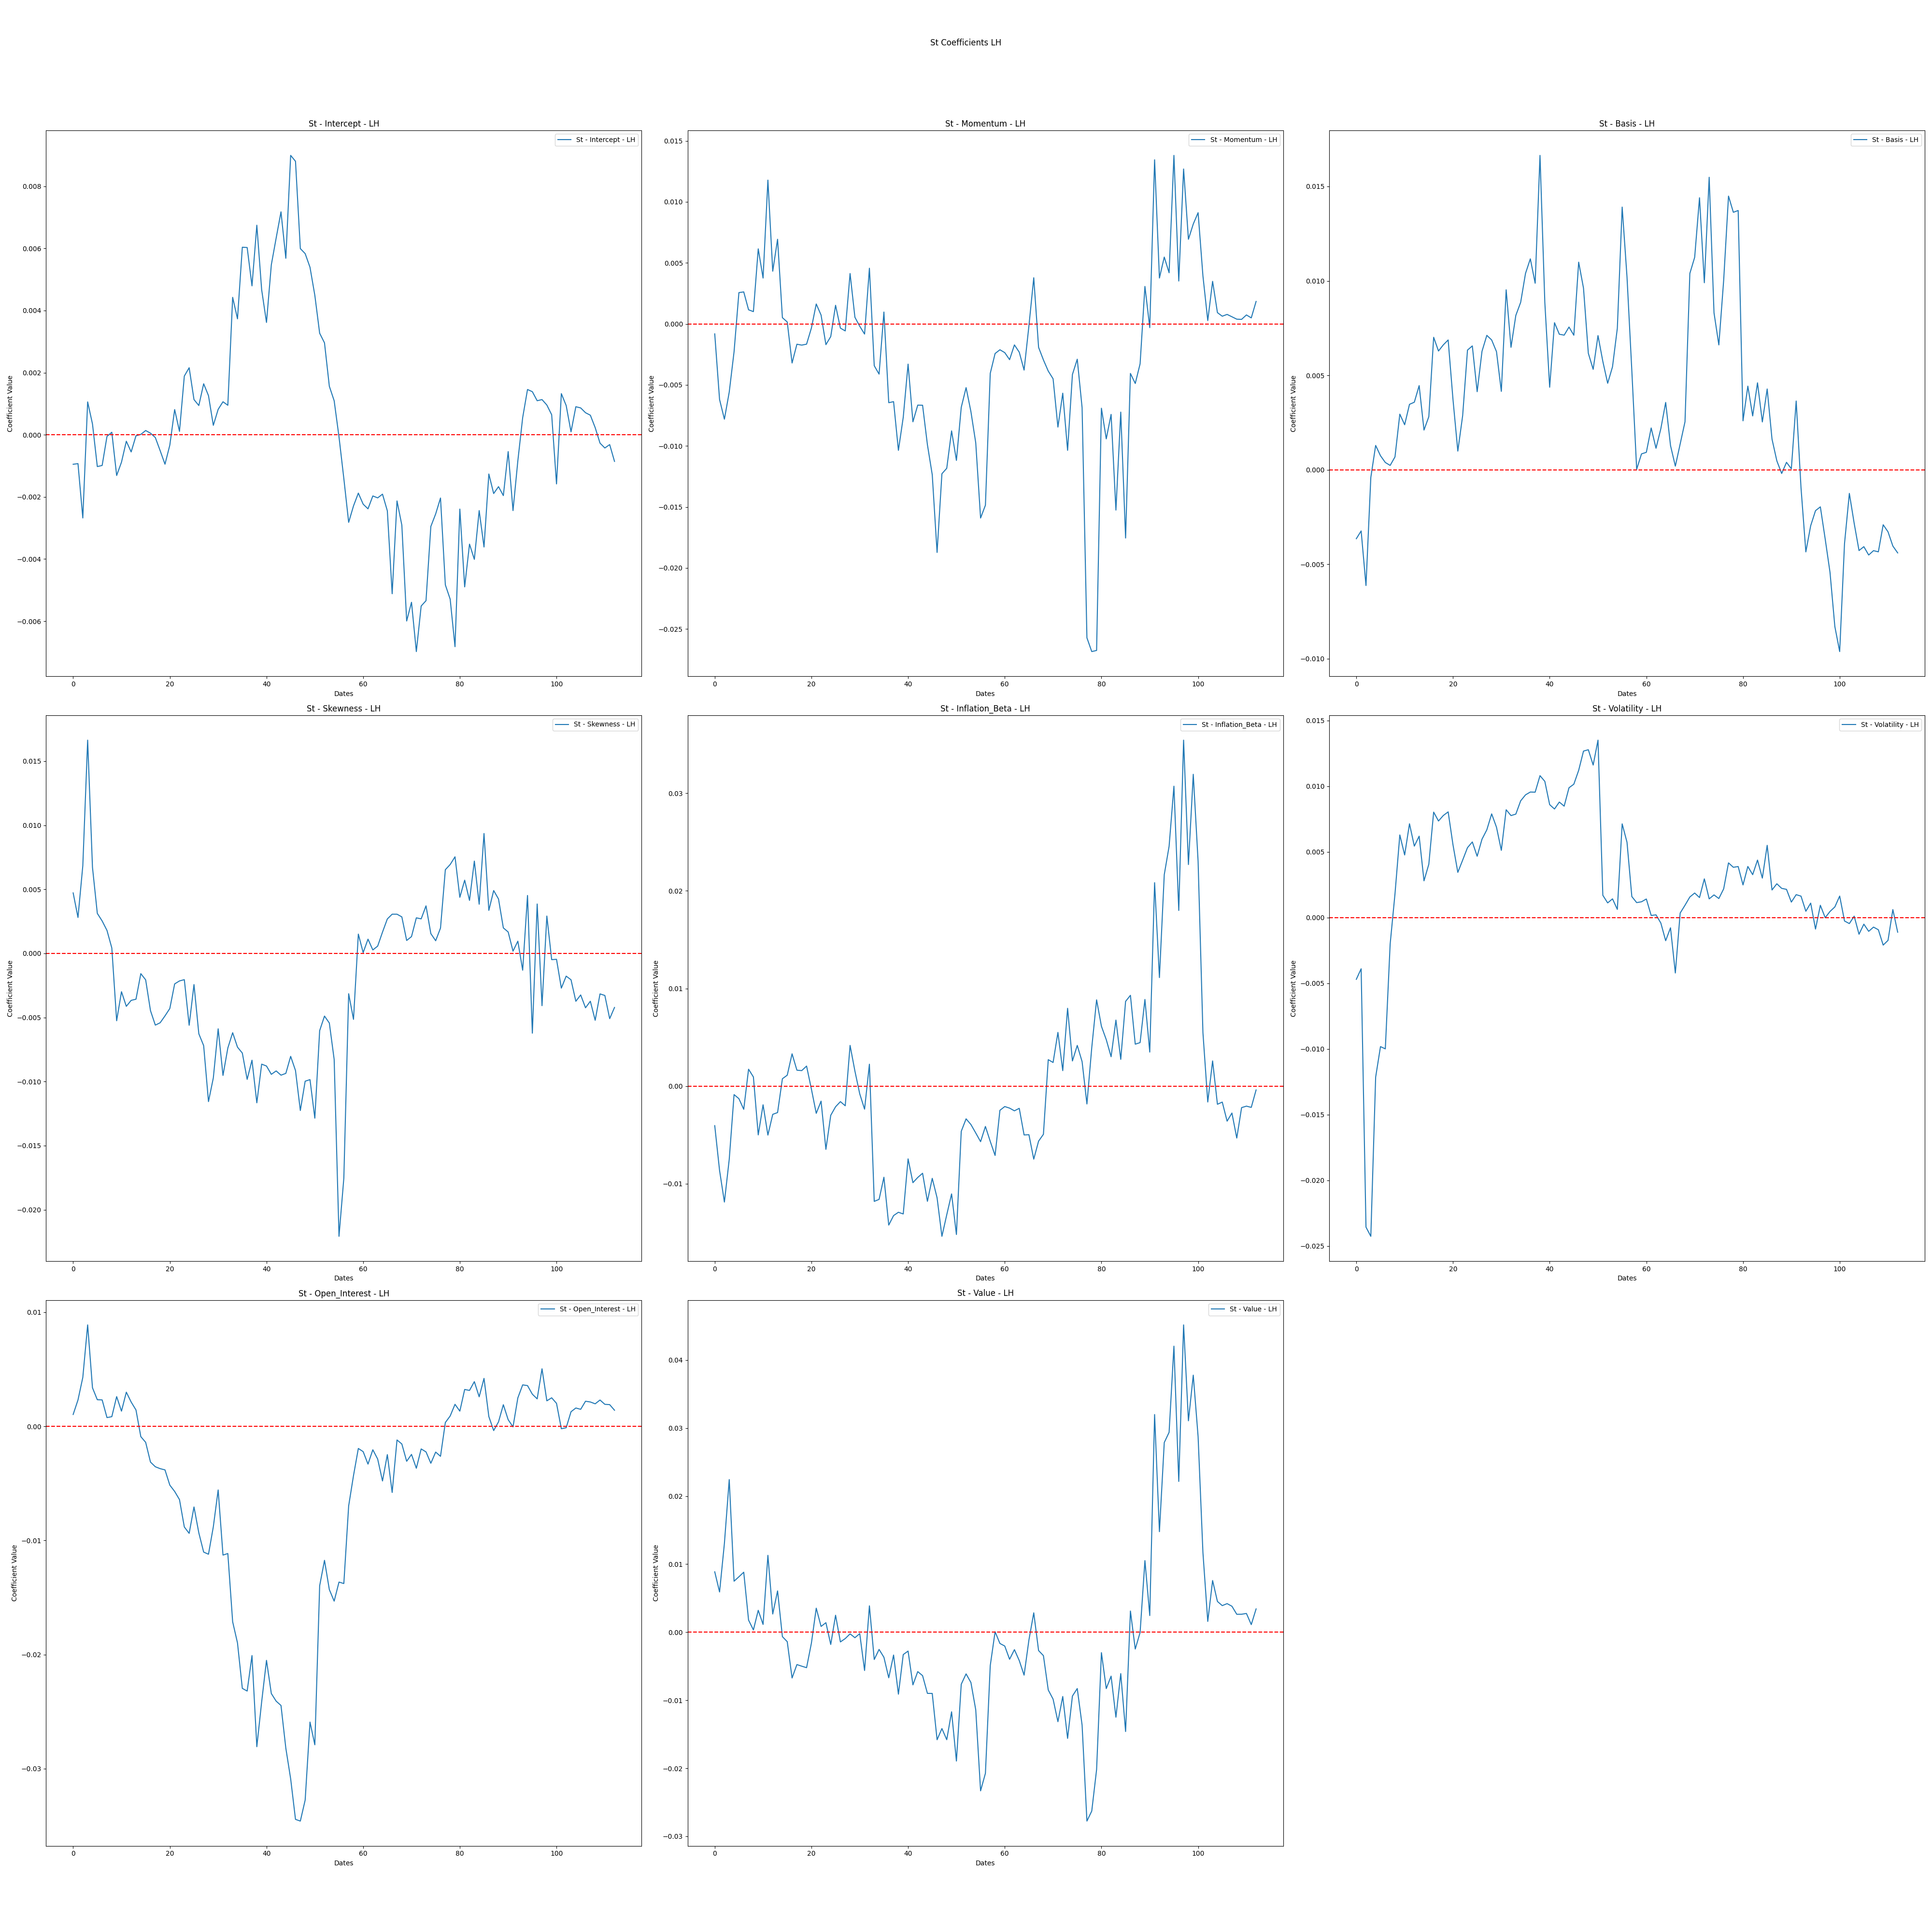 St Coefficients LH
St - Intercept - LH
St - Intercept - LH
0.008
0.006
0.004
0.002
0.000
−0.002
−0.004
−0.006
Coefficient Value
0 20 40 60 80 100
Dates
St - Momentum - LH
St - Momentum - LH
0.015
0.010
0.005
0.000
−0.005
−0.010
−0.015
−0.020
−0.025
Coefficient Value
0 20 40 60 80 100
Dates
St - Basis - LH
St - Basis - LH
0.015
0.010
0.005
0.000
−0.005
−0.010
Coefficient Value
0 20 40 60 80 100
Dates
St - Skewness - LH
St - Skewness - LH
0.015
0.010
0.005
0.000
−0.005
−0.010
−0.015
−0.020
Coefficient Value
0 20 40 60 80 100
Dates
St - Inflation_Beta - LH
St - Inflation_Beta - LH
0.03
0.02
0.01
0.00
−0.01
Coefficient Value
0 20 40 60 80 100
Dates
St - Volatility - LH
St - Volatility - LH
0.015
0.010
0.005
0.000
−0.005
−0.010
−0.015
−0.020
−0.025
Coefficient Value
0 20 40 60 80 100
Dates
St - Open_Interest - LH
St - Open_Interest - LH
0.01
0.00
−0.01
−0.02
−0.03
Coefficient Value
0 20 40 60 80 100
Dates
St - Value - LH
St - Value - LH
0.04
0.03
0.02
0.01
0.00
−0.01
−0.02
−0.03
Coefficient Value
0 20 40 60 80 100
Dates